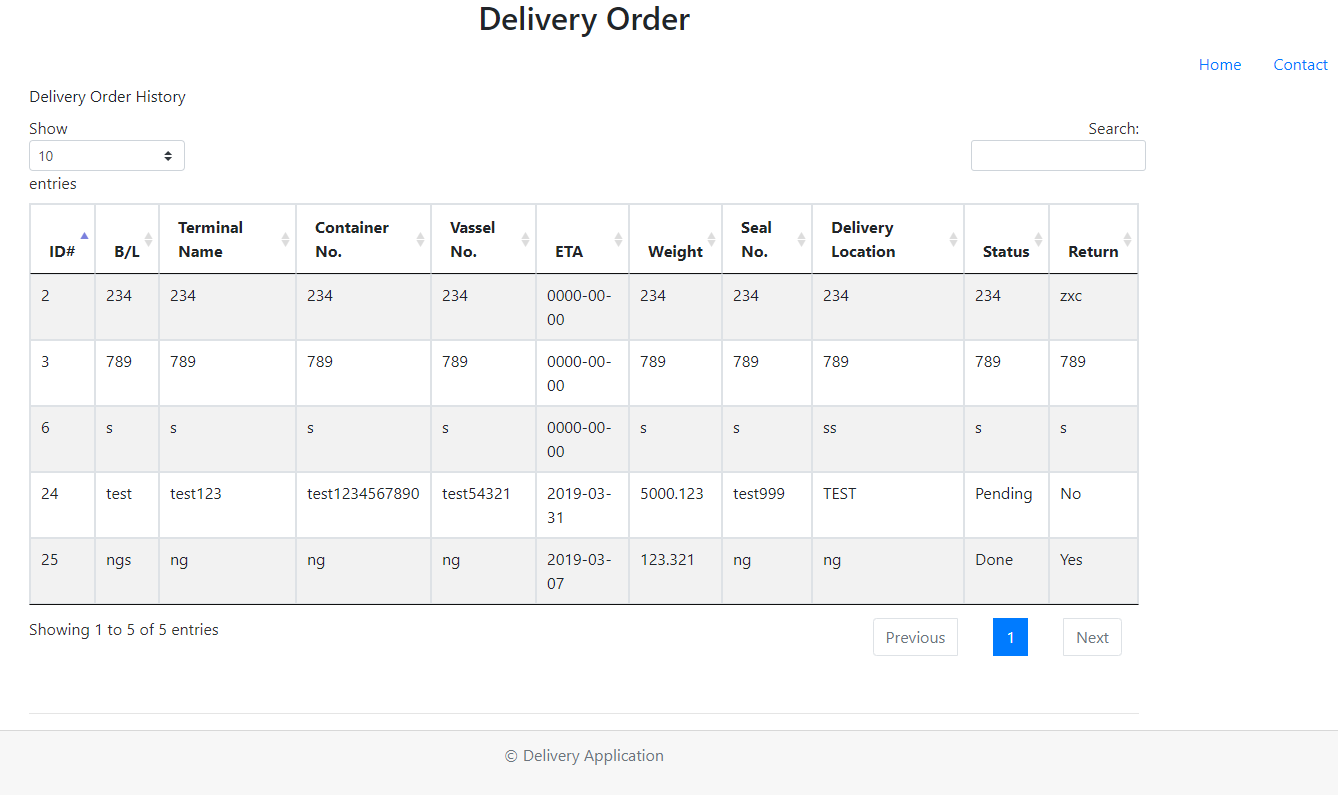 Delivery Order
Home Contact
Delivery Order History
Show Search:
10
entries
ID# B/L Terminal Name Container No. Vassel No. ETA Weight Seal No. Delivery Location Status Return
2 234 234 234 234 0000-00-00 234 234 234 234 zxc
3 789 789 789 789 0000-00-00 789 789 789 789 789
6 s s s s 0000-00-00 s s ss s s
24 test test123 test1234567890 test54321 2019-03-31 5000.123 test999 TEST Pending No
25 ngs ng ng ng 2019-03-07 123.321 ng ng Done Yes
Showing 1 to 5 of 5 entries Previous 1 Next
© Delivery Application